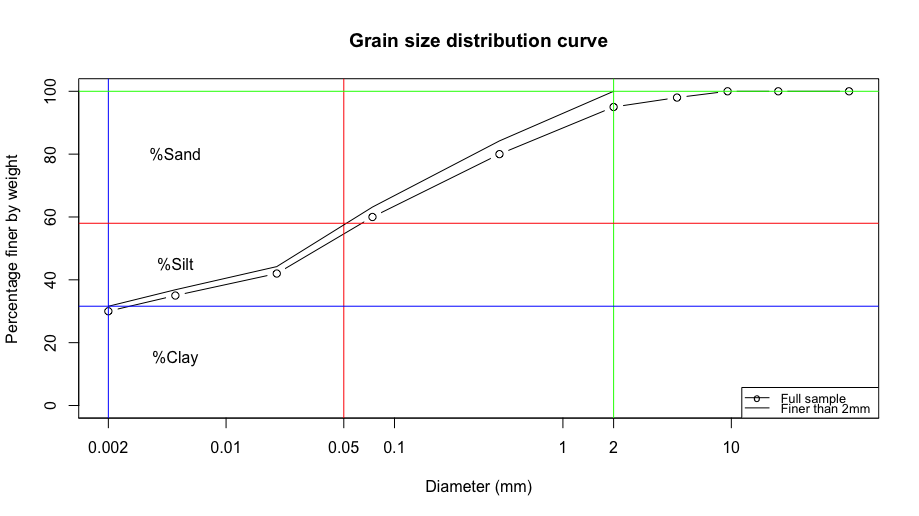 Grain size distribution curve
Percentage finer by weight
100
80
60
40
20
0
%Sand
%Silt
%Clay
Full sample
Finer than 2mm
0.002 0.01 0.05 0.1 1 2 10
Diameter (mm)